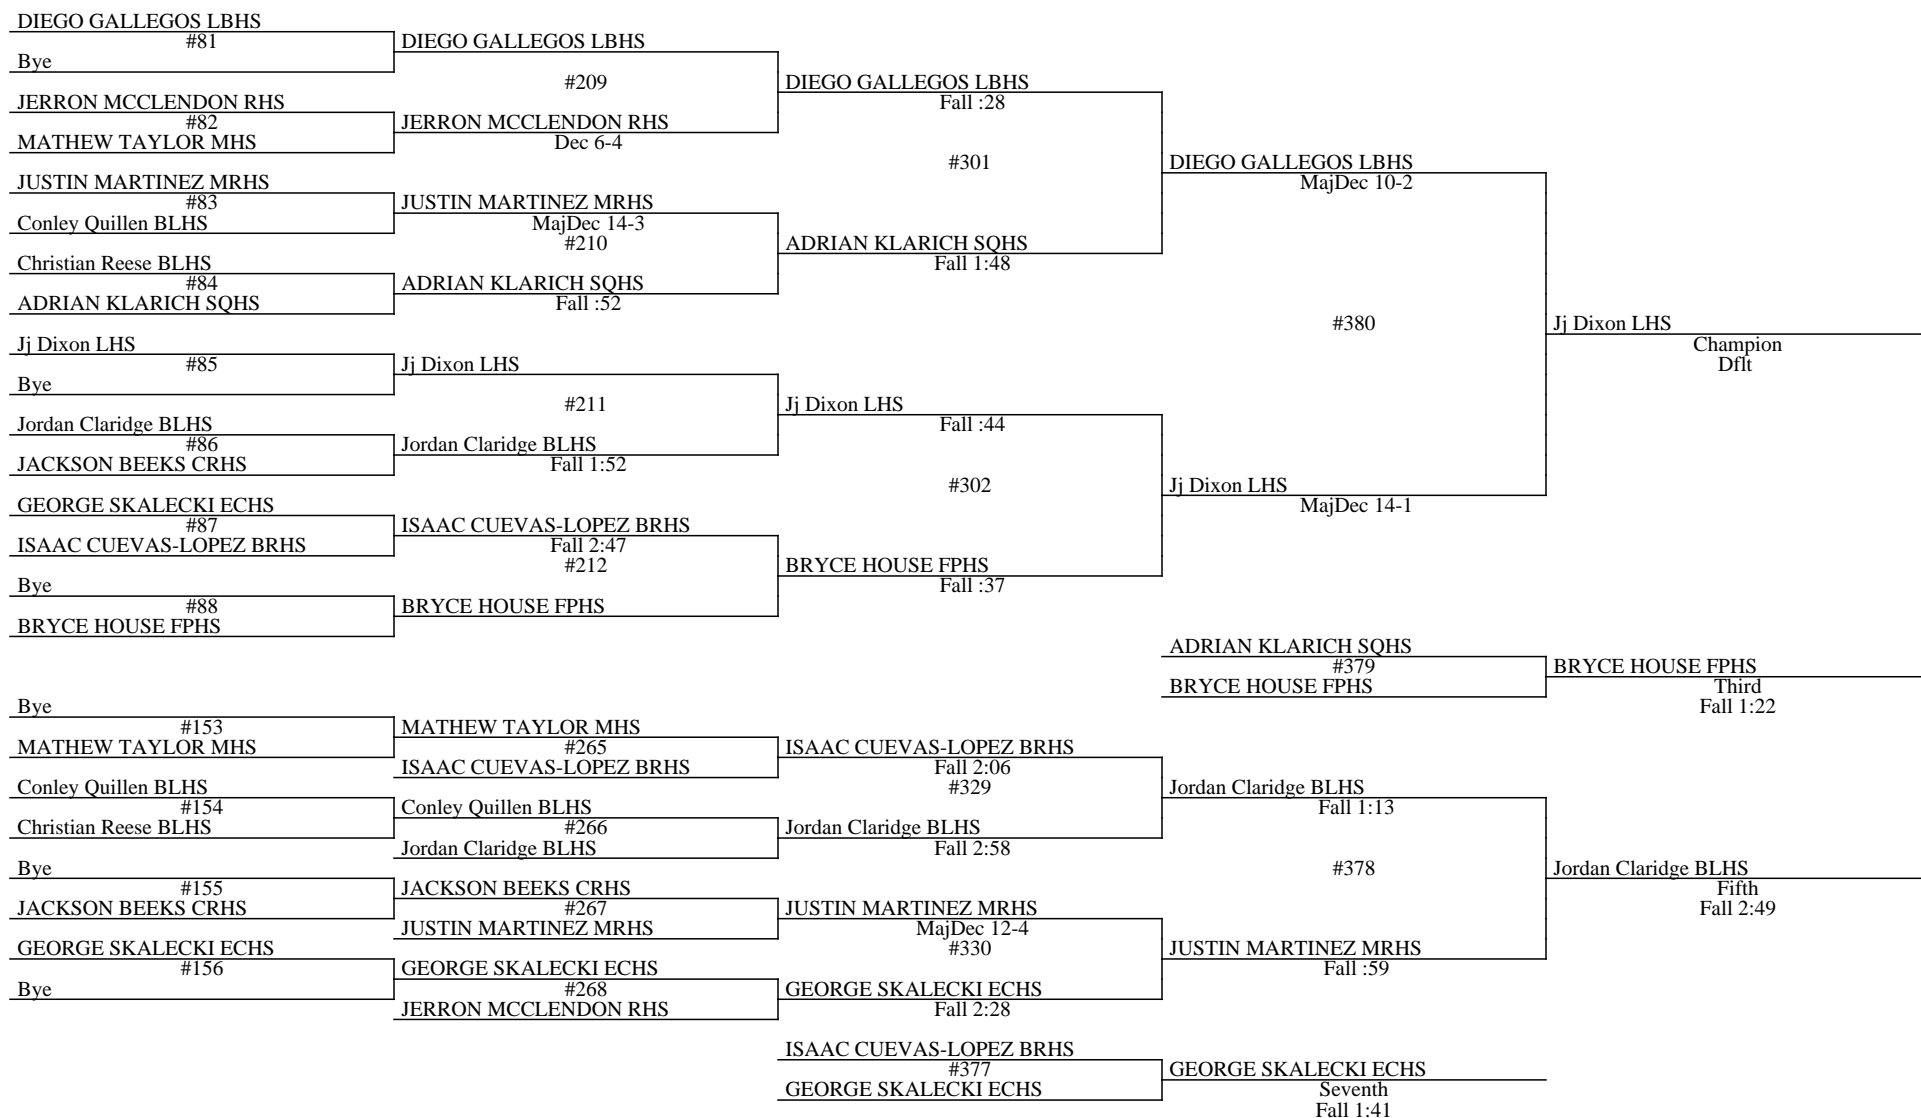 DIEGO GALLEGOS LBHS
#81
Bye
JERRON MCCLENDON RHS
#82
MATHEW TAYLOR MHS
JUSTIN MARTINEZ MRHS
#83
Conley Quillen BLHS
Christian Reese BLHS
#84
ADRIAN KLARICH SQHS
Jj Dixon LHS
#85
Bye
Jordan Claridge BLHS
#86
JACKSON BEEKS CRHS
GEORGE SKALECKI ECHS
#87
ISAAC CUEVAS-LOPEZ BRHS
Bye
#88
BRYCE HOUSE FPHS
DIEGO GALLEGOS LBHS
#209
JERRON MCCLENDON RHS
Dec 6-4
JUSTIN MARTINEZ MRHS
MajDec 14-3
#210
ADRIAN KLARICH SQHS
Fall :52
Jj Dixon LHS
#211
Jordan Claridge BLHS
Fall 1:52
ISAAC CUEVAS-LOPEZ BRHS
Fall 2:47
#212
BRYCE HOUSE FPHS
DIEGO GALLEGOS LBHS
Fall :28
#301
ADRIAN KLARICH SQHS
Fall 1:48
Jj Dixon LHS
Fall :44
#302
BRYCE HOUSE FPHS
Fall :37
DIEGO GALLEGOS LBHS
MajDec 10-2
#380
Jj Dixon LHS
MajDec 14-1
Jj Dixon LHS
Champion
Dflt
ADRIAN KLARICH SQHS
#379
BRYCE HOUSE FPHS
BRYCE HOUSE FPHS
Third
Fall 1:22
Bye
#153
MATHEW TAYLOR MHS
Conley Quillen BLHS
#154
Christian Reese BLHS
Bye
#155
JACKSON BEEKS CRHS
GEORGE SKALECKI ECHS
#156
Bye
MATHEW TAYLOR MHS
#265
ISAAC CUEVAS-LOPEZ BRHS
Conley Quillen BLHS
#266
Jordan Claridge BLHS
JACKSON BEEKS CRHS
#267
JUSTIN MARTINEZ MRHS
GEORGE SKALECKI ECHS
#268
JERRON MCCLENDON RHS
ISAAC CUEVAS-LOPEZ BRHS
Fall 2:06
#329
Jordan Claridge BLHS
Fall 2:58
JUSTIN MARTINEZ MRHS
MajDec 12-4
#330
GEORGE SKALECKI ECHS
Fall 2:28
Jordan Claridge BLHS
Fall 1:13
#378
JUSTIN MARTINEZ MRHS
Fall :59
Jordan Claridge BLHS
Fifth
Fall 2:49
ISAAC CUEVAS-LOPEZ BRHS
#377
GEORGE SKALECKI ECHS
GEORGE SKALECKI ECHS
Seventh
Fall 1:41